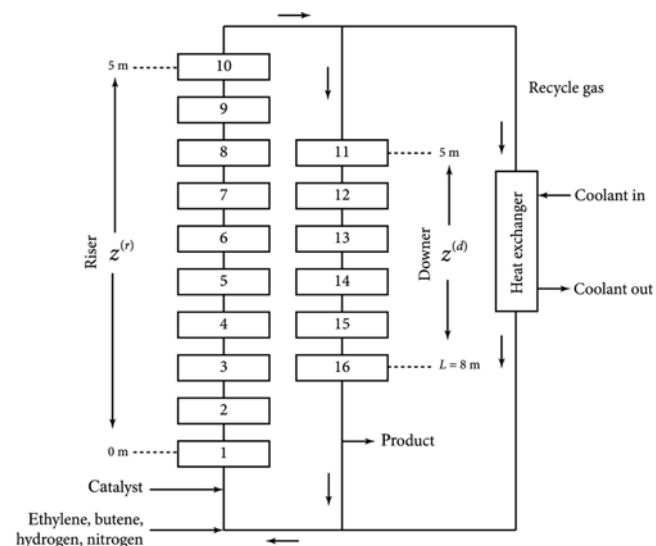 5 m
10
9
8
7
6
5
4
3
2
1
0 m
Riser
z(r)
11
12
13
14
15
16
5 m
Downer
z(d)
L = 8 m
Recycle gas
Heat exchanger
Coolant in
Coolant out
Product
Catalyst
Ethylene, butene,
hydrogen, nitrogen